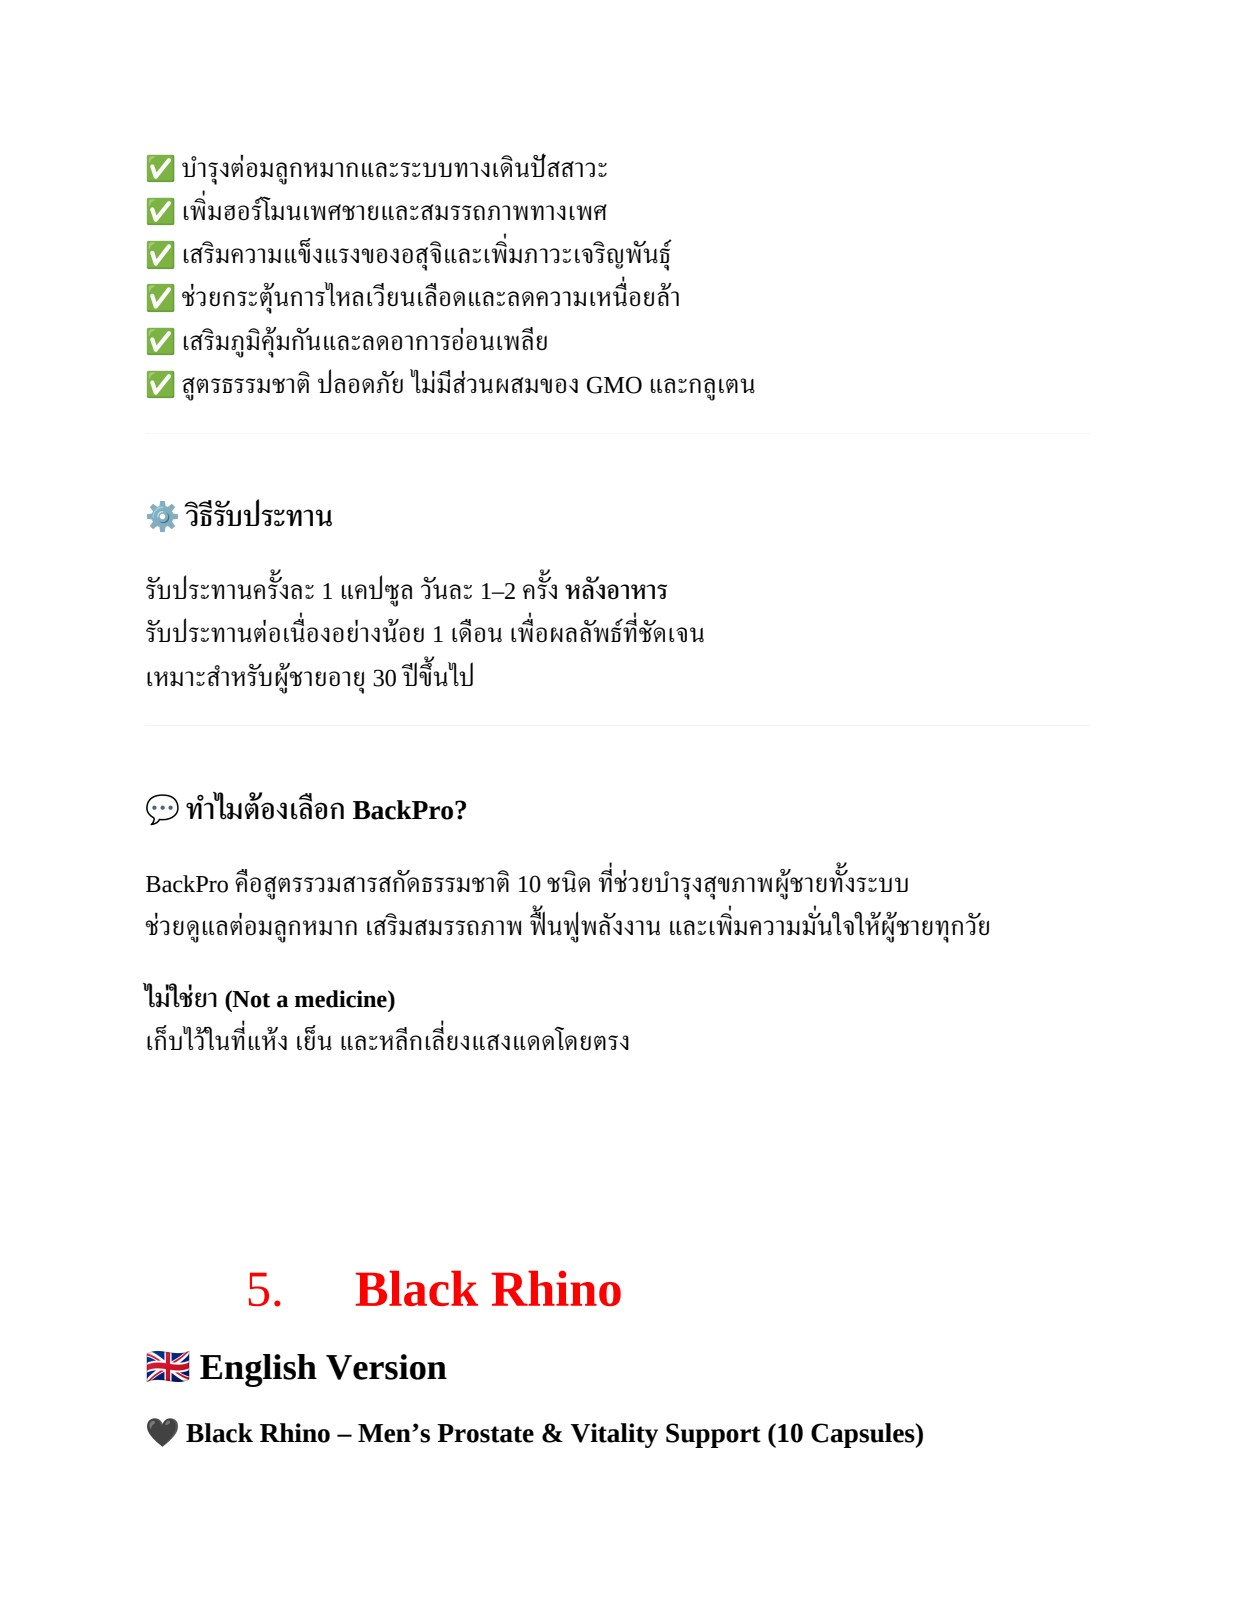 ✅ บำรุงต่อมลูกหมากและระบบทางเดินปัสสาวะ
✅ เพิ่มฮอร์โมนเพศชายและสมรรถภาพทางเพศ
✅ เสริมความแข็งแรงของอสุจิและเพิ่มภาวะเจริญพันธุ์
✅ ช่วยกระตุ้นการไหลเวียนเลือดและลดความเหนื่อยล้า
✅ เสริมภูมิคุ้มกันและลดอาการอ่อนเพลีย
✅ สูตรธรรมชาติ ปลอดภัย ไม่มีส่วนผสมของ GMO และกลูเตน
⚙️ วิธีรับประทาน
รับประทานครั้งละ 1 แคปซูล วันละ 1–2 ครั้ง หลังอาหาร
รับประทานต่อเนื่องอย่างน้อย 1 เดือน เพื่อผลลัพธ์ที่ชัดเจน
เหมาะสำหรับผู้ชายอายุ 30 ปีขึ้นไป
💬 ทำไมต้องเลือก BackPro?
BackPro คือสูตรรวมสารสกัดธรรมชาติ 10 ชนิด ที่ช่วยบำรุงสุขภาพผู้ชายทั้งระบบ
ช่วยดูแลต่อมลูกหมาก เสริมสมรรถภาพ ฟื้นฟูพลังงาน และเพิ่มความมั่นใจให้ผู้ชายทุกวัย
ไม่ใช่ยา (Not a medicine)
เก็บไว้ในที่แห้ง เย็น และหลีกเลี่ยงแสงแดดโดยตรง
5. Black Rhino
🇬🇧 English Version
🖤 Black Rhino – Men’s Prostate & Vitality Support (10 Capsules)